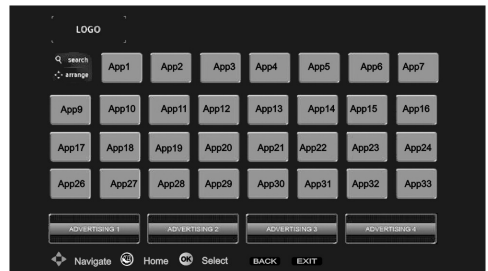 LOGO
search
arrange
App1 App2 App3 App4 App5 App6 App7
App9 App10 App11 App12 App13 App14 App15 App16
App17 App18 App19 App20 App21 App22 App23 App24
App26 App27 App28 App29 App30 App31 App32 App33
ADVERTISING 1 ADVERTISING 2 ADVERTISING 3 ADVERTISING 4
Navigate Home OK Select BACK EXIT